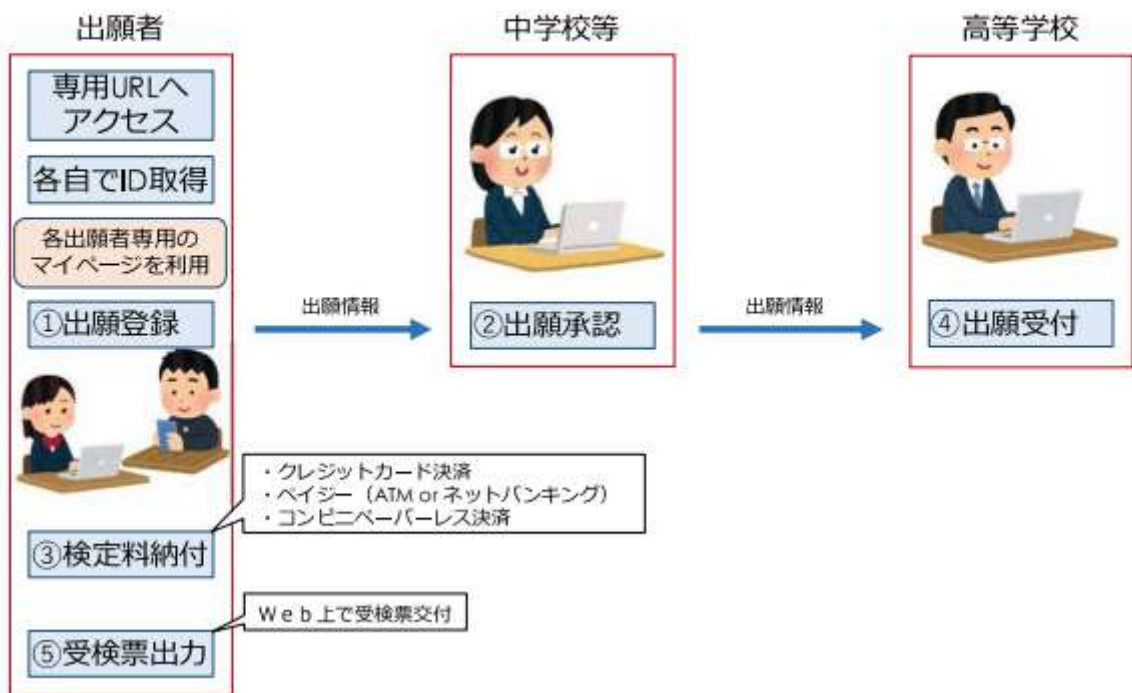 出願者
専用URLへ
アクセス
各自でID取得
各出願者専用の
マイページを利用
①出願登録
出願情報
中学校等
②出願承認
出願情報
高等学校
④出願受付
・クレジットカード決済
・ペイジー（ATM or ネットバンキング）
・コンビニペーパーレス決済
③検定料納付
Ｗｅｂ上で受検票交付
⑤受検票出力